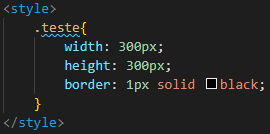 <style>
.teste{
width: 300px;
height: 300px;
border: 1px solid black;
}
</style>